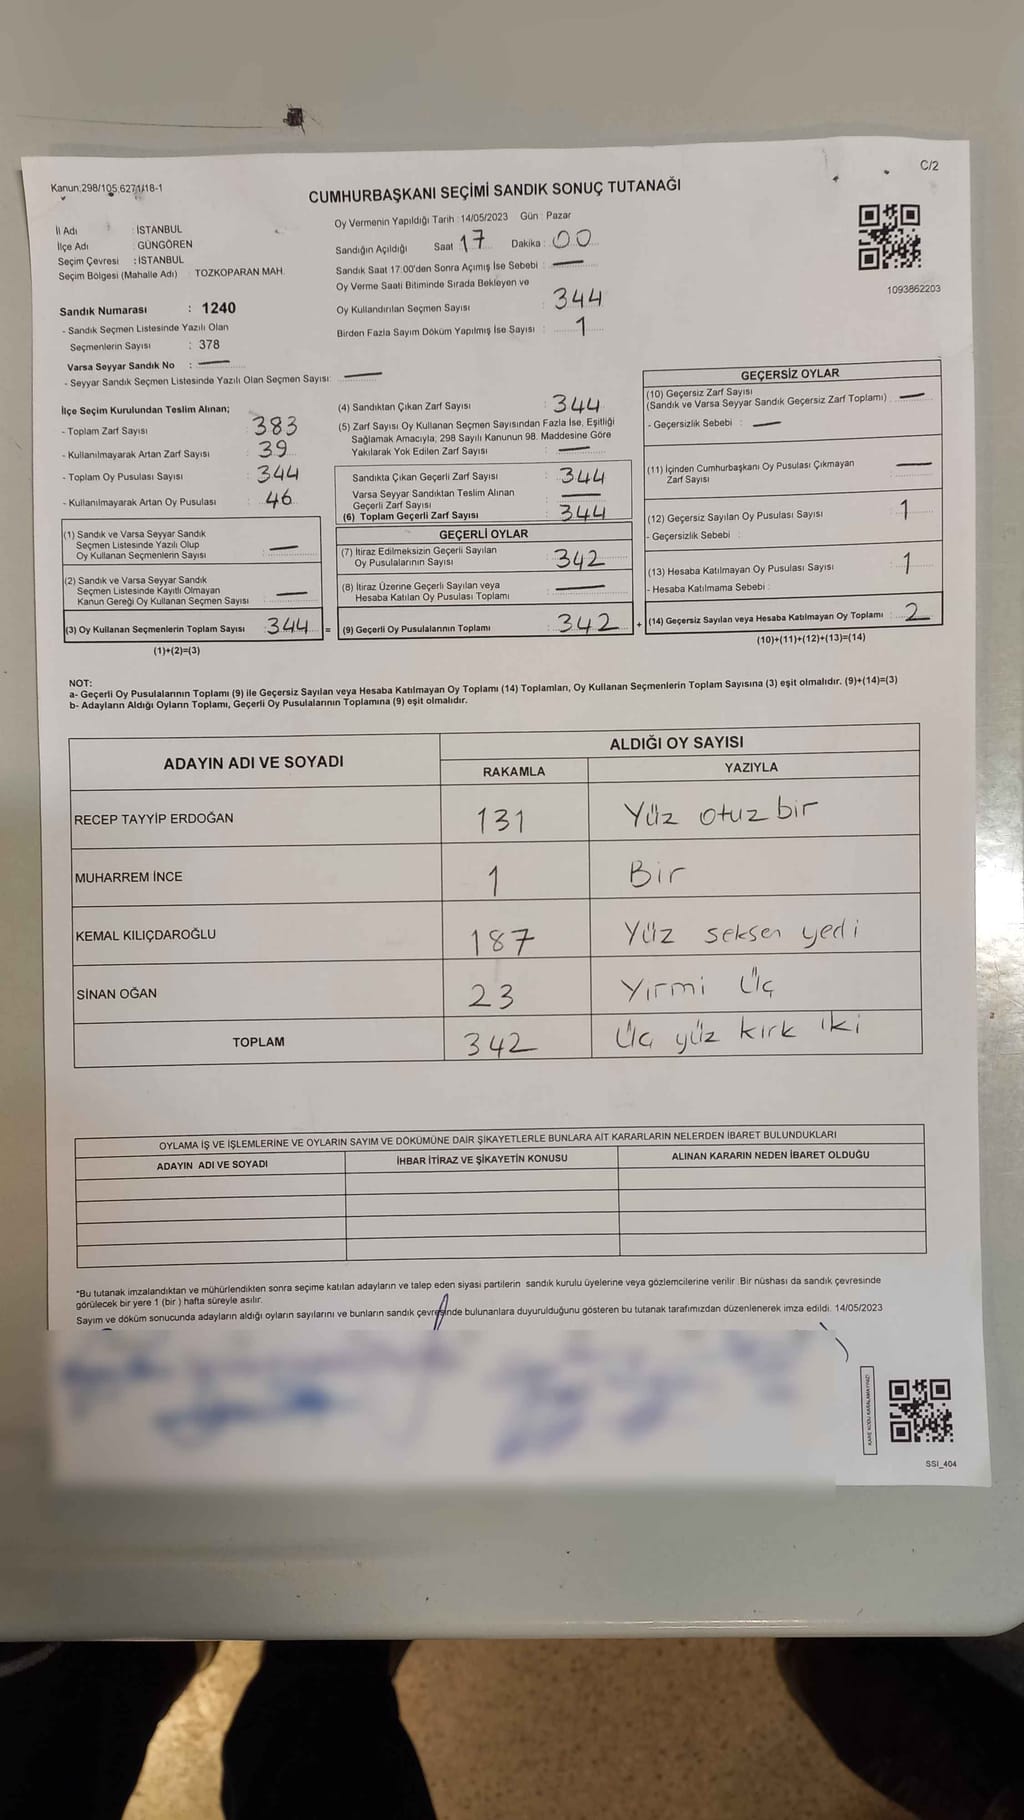 Kanun,298/105,6271/18-1
C/2
CUMHURBAŞKANI SEÇİMİ SANDIK SONUÇ TUTANAĞI
İl Adı : İSTANBUL
İlçe Adı : GÜNGÖREN
Seçim Çevresi : İSTANBUL
Seçim Bölgesi (Mahalle Adı) : TOZKOPARAN MAH.
Oy Vermenin Yapıldığı Tarih : 14/05/2023 Gün : Pazar
Sandığın Açıldığı Saat 17 Dakika : 00
Sandık Saat 17:00'den Sonra Açımış İse Sebebi : —
Oy Verme Saati Bitiminde Sırada Bekleyen ve
Oy Kullandırılan Seçmen Sayısı : 344
Birden Fazla Sayım Döküm Yapılmış İse Sayısı : 1
1093862203
Sandık Numarası : 1240
- Sandık Seçmen Listesinde Yazılı Olan
Seçmenlerin Sayısı : 378
Varsa Seyyar Sandık No : —
- Seyyar Sandık Seçmen Listesinde Yazılı Olan Seçmen Sayısı: —
İlçe Seçim Kurulundan Teslim Alınan;
- Toplam Zarf Sayısı : 383
- Kullanılmayarak Artan Zarf Sayısı : 39
- Toplam Oy Pusulası Sayısı : 344
- Kullanılmayarak Artan Oy Pusulası : 46
(1) Sandık ve Varsa Seyyar Sandık
Seçmen Listesinde Yazılı Olup
Oy Kullanan Seçmenlerin Sayısı : —
(2) Sandık ve Varsa Seyyar Sandık
Seçmen Listesinde Kayıtlı Olmayan
Kanun Gereği Oy Kullanan Seçmen Sayısı : —
(3) Oy Kullanan Seçmenlerin Toplam Sayısı : 344 =
(1)+(2)=(3)
(4) Sandıktan Çıkan Zarf Sayısı : 344
(5) Zarf Sayısı Oy Kullanan Seçmen Sayısından Fazla İse, Eşitliği
Sağlamak Amacıyla, 298 Sayılı Kanunun 98. Maddesine Göre
Yakılarak Yok Edilen Zarf Sayısı : —
Sandıkta Çıkan Geçerli Zarf Sayısı : 344
Varsa Seyyar Sandıktan Teslim Alınan
Geçerli Zarf Sayısı : —
(6) Toplam Geçerli Zarf Sayısı : 344
GEÇERLİ OYLAR
(7) İtiraz Edilmeksizin Geçerli Sayılan
Oy Pusulalarının Sayısı : 342
(8) İtiraz Üzerine Geçerli Sayılan veya
Hesaba Katılan Oy Pusulası Toplamı : —
(9) Geçerli Oy Pusulalarının Toplamı : 342 +
GEÇERSİZ OYLAR
(10) Geçersiz Zarf Sayısı
(Sandık ve Varsa Seyyar Sandık Geçersiz Zarf Toplamı) : —
- Geçersizlik Sebebi : —
(11) İçinden Cumhurbaşkanı Oy Pusulası Çıkmayan
Zarf Sayısı : —
(12) Geçersiz Sayılan Oy Pusulası Sayısı : 1
- Geçersizlik Sebebi :
(13) Hesaba Katılmayan Oy Pusulası Sayısı : 1
- Hesaba Katılmama Sebebi :
(14) Geçersiz Sayılan veya Hesaba Katılmayan Oy Toplamı : 2
(10)+(11)+(12)+(13)=(14)
NOT:
a- Geçerli Oy Pusulalarının Toplamı (9) ile Geçersiz Sayılan veya Hesaba Katılmayan Oy Toplamı (14) Toplamları, Oy Kullanan Seçmenlerin Toplam Sayısına (3) eşit olmalıdır. (9)+(14)=(3)
b- Adayların Aldığı Oyların Toplamı, Geçerli Oy Pusulalarının Toplamına (9) eşit olmalıdır.
ADAYIN ADI VE SOYADI ALDIĞI OY SAYISI
RAKAMLA YAZIYLA
RECEP TAYYİP ERDOĞAN 131 Yüz otuz bir
MUHARREM İNCE 1 Bir
KEMAL KILIÇDAROĞLU 187 Yüz seksen yedi
SİNAN OĞAN 23 Yirmi Üç
TOPLAM 342 Üç yüz kırk iki
OYLAMA İŞ VE İŞLEMLERİNE VE OYLARIN SAYIM VE DÖKÜMÜNE DAİR ŞİKAYETLERLE BUNLARA AİT KARARLARIN NELERDEN İBARET BULUNDUKLARI
ADAYIN ADI VE SOYADI İHBAR İTİRAZ VE ŞİKAYETİN KONUSU ALINAN KARARIN NEDEN İBARET OLDUĞU
*Bu tutanak imzalandıktan ve mühürlendikten sonra seçime katılan adayların ve talep eden siyasi partilerin sandık kurulu üyelerine veya gözlemcilerine verilir. Bir nüshası da sandık çevresinde
görülecek bir yere 1 (bir ) hafta süreyle asılır.
Sayım ve döküm sonucunda adayların aldığı oyların sayılarını ve bunların sandık çevresinde bulunanlara duyurulduğunu gösteren bu tutanak tarafımızdan düzenlenerek imza edildi. 14/05/2023
KARE KODU KARALAMAYINIZ!
SSI_404